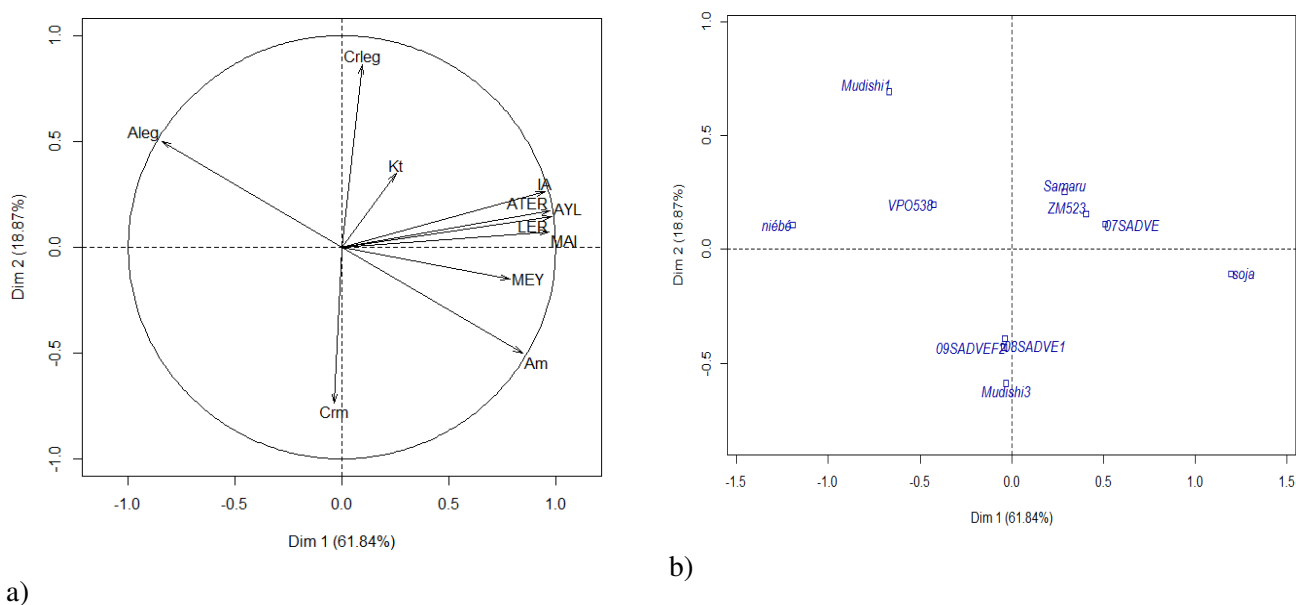 1.0
0.5
0.0
-0.5
-1.0
Dim 2 (18.87%)
Crleg
Aleg
Kt
IA
ATER
AYL
LER
MAI
MEY
Am
Crm
-1.0 -0.5 0.0 0.5 1.0
Dim 1 (61.84%)
a)
1.0
0.5
0.0
-0.5
Dim 2 (18.87%)
Mudishi1
Samaru
VPO538
ZM523
niébé
07SADVE
soja
09SADVEF2
08SADVE1
Mudishi3
-1.5 -1.0 -0.5 0.0 0.5 1.0 1.5
Dim 1 (61.84%)
b)